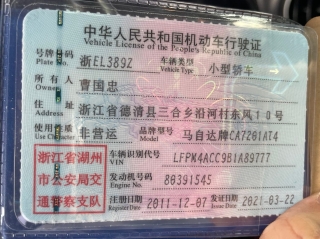 中华人民共和国机动车行驶证
Vehicle License of the People's Republic of China
号牌号码 浙EL389Z 车辆类型 小型轿车
Plate No. Vehicle Type
所有人 曹国忠
Owner
住址 浙江省德清县三合乡沿河村东风10号
Address
使用性质 非营运 品牌型号 马自达牌CA7201AT4
Use Character Model
浙江省湖州
市公安局交
通警察支队
车辆识别代号 LFPM4ACC9B1A89777
VIN
发动机号码 80391545
Engine No.
注册日期 2011-12-07 发证日期 2021-03-22
Register Date Issue Date